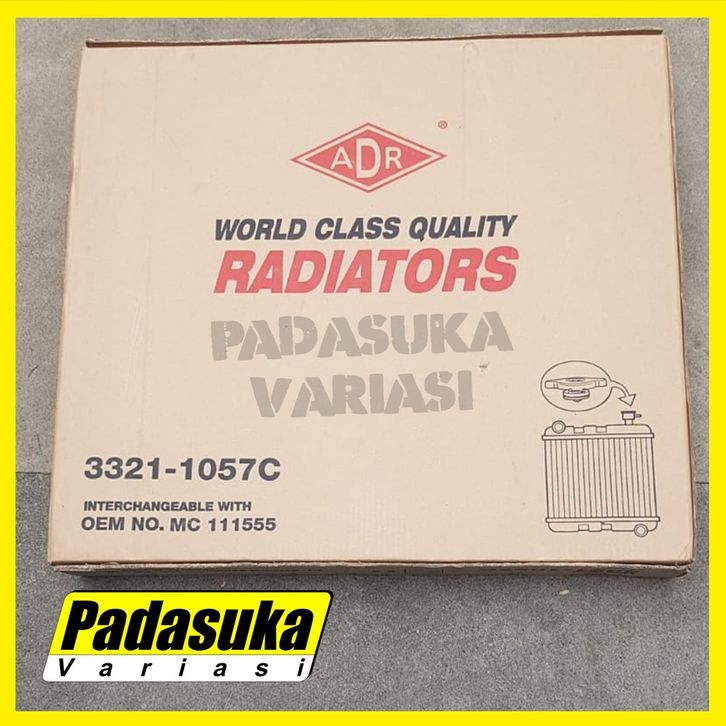 ADR
®
WORLD CLASS QUALITY
RADIATORS
PADASUKA
VARIASI
3321-1057C
INTERCHANGEABLE WITH
OEM NO. MC 111555
Padasuka
Variasi